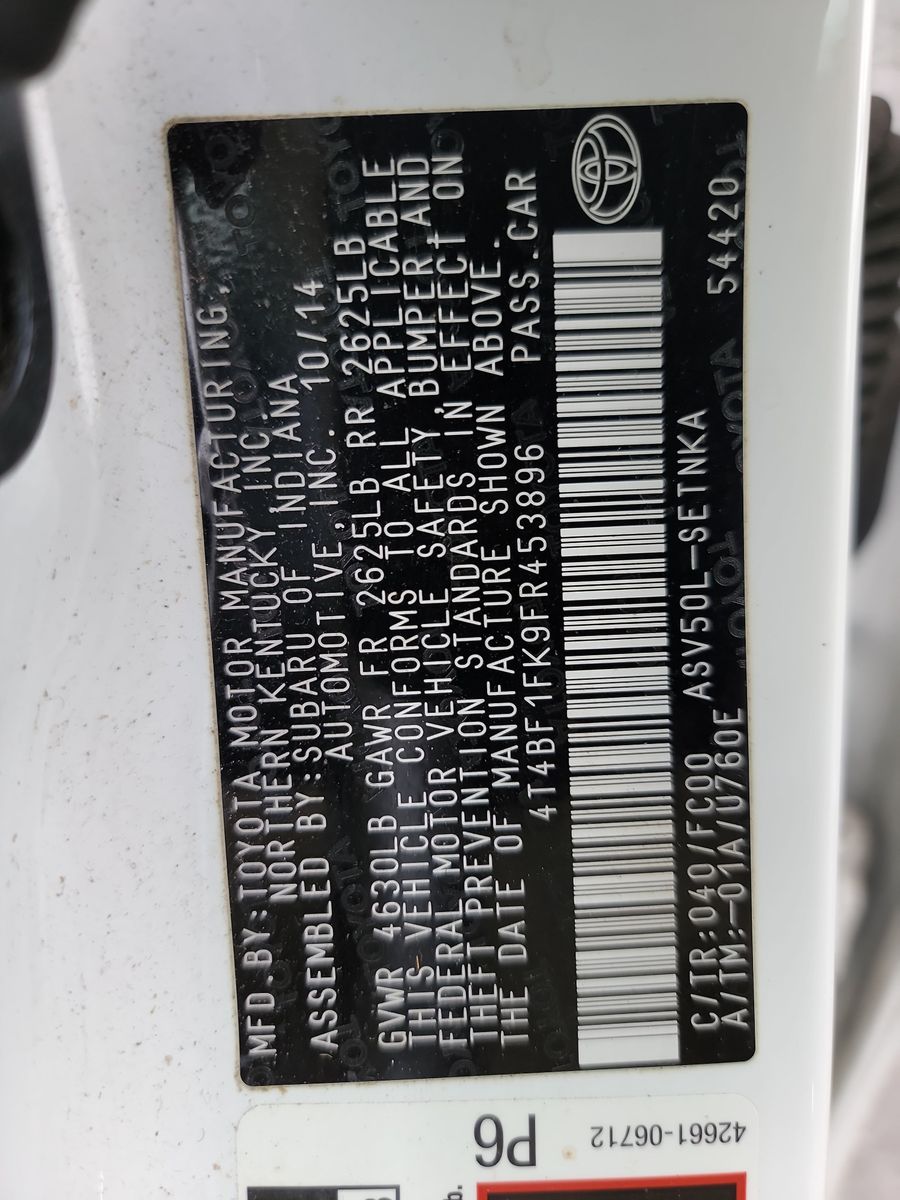 MFD.BY:TOYOTA MOTOR MANUFACTURING,
NORTHERN KENTUCKY INC.
ASSEMBLED BY:SUBARU OF INDIANA
AUTOMOTIVE,INC. 10/14
GVWR 4630LB GAWR FR 2625LB RR 2625LB
THIS VEHICLE CONFORMS TO ALL APPLICABLE
FEDERAL MOTOR VEHICLE SAFETY,BUMPER,AND
THEFT PREVENTION STANDARDS IN EFFECT ON
THE DATE OF MANUFACTURE SHOWN ABOVE.
4T4BF1FK9FR453896 PASS.CAR
C/TR:040/FC00 ASV50L-SETNKA 54420
A/TM:-01A/U760E
P6
42661-06712